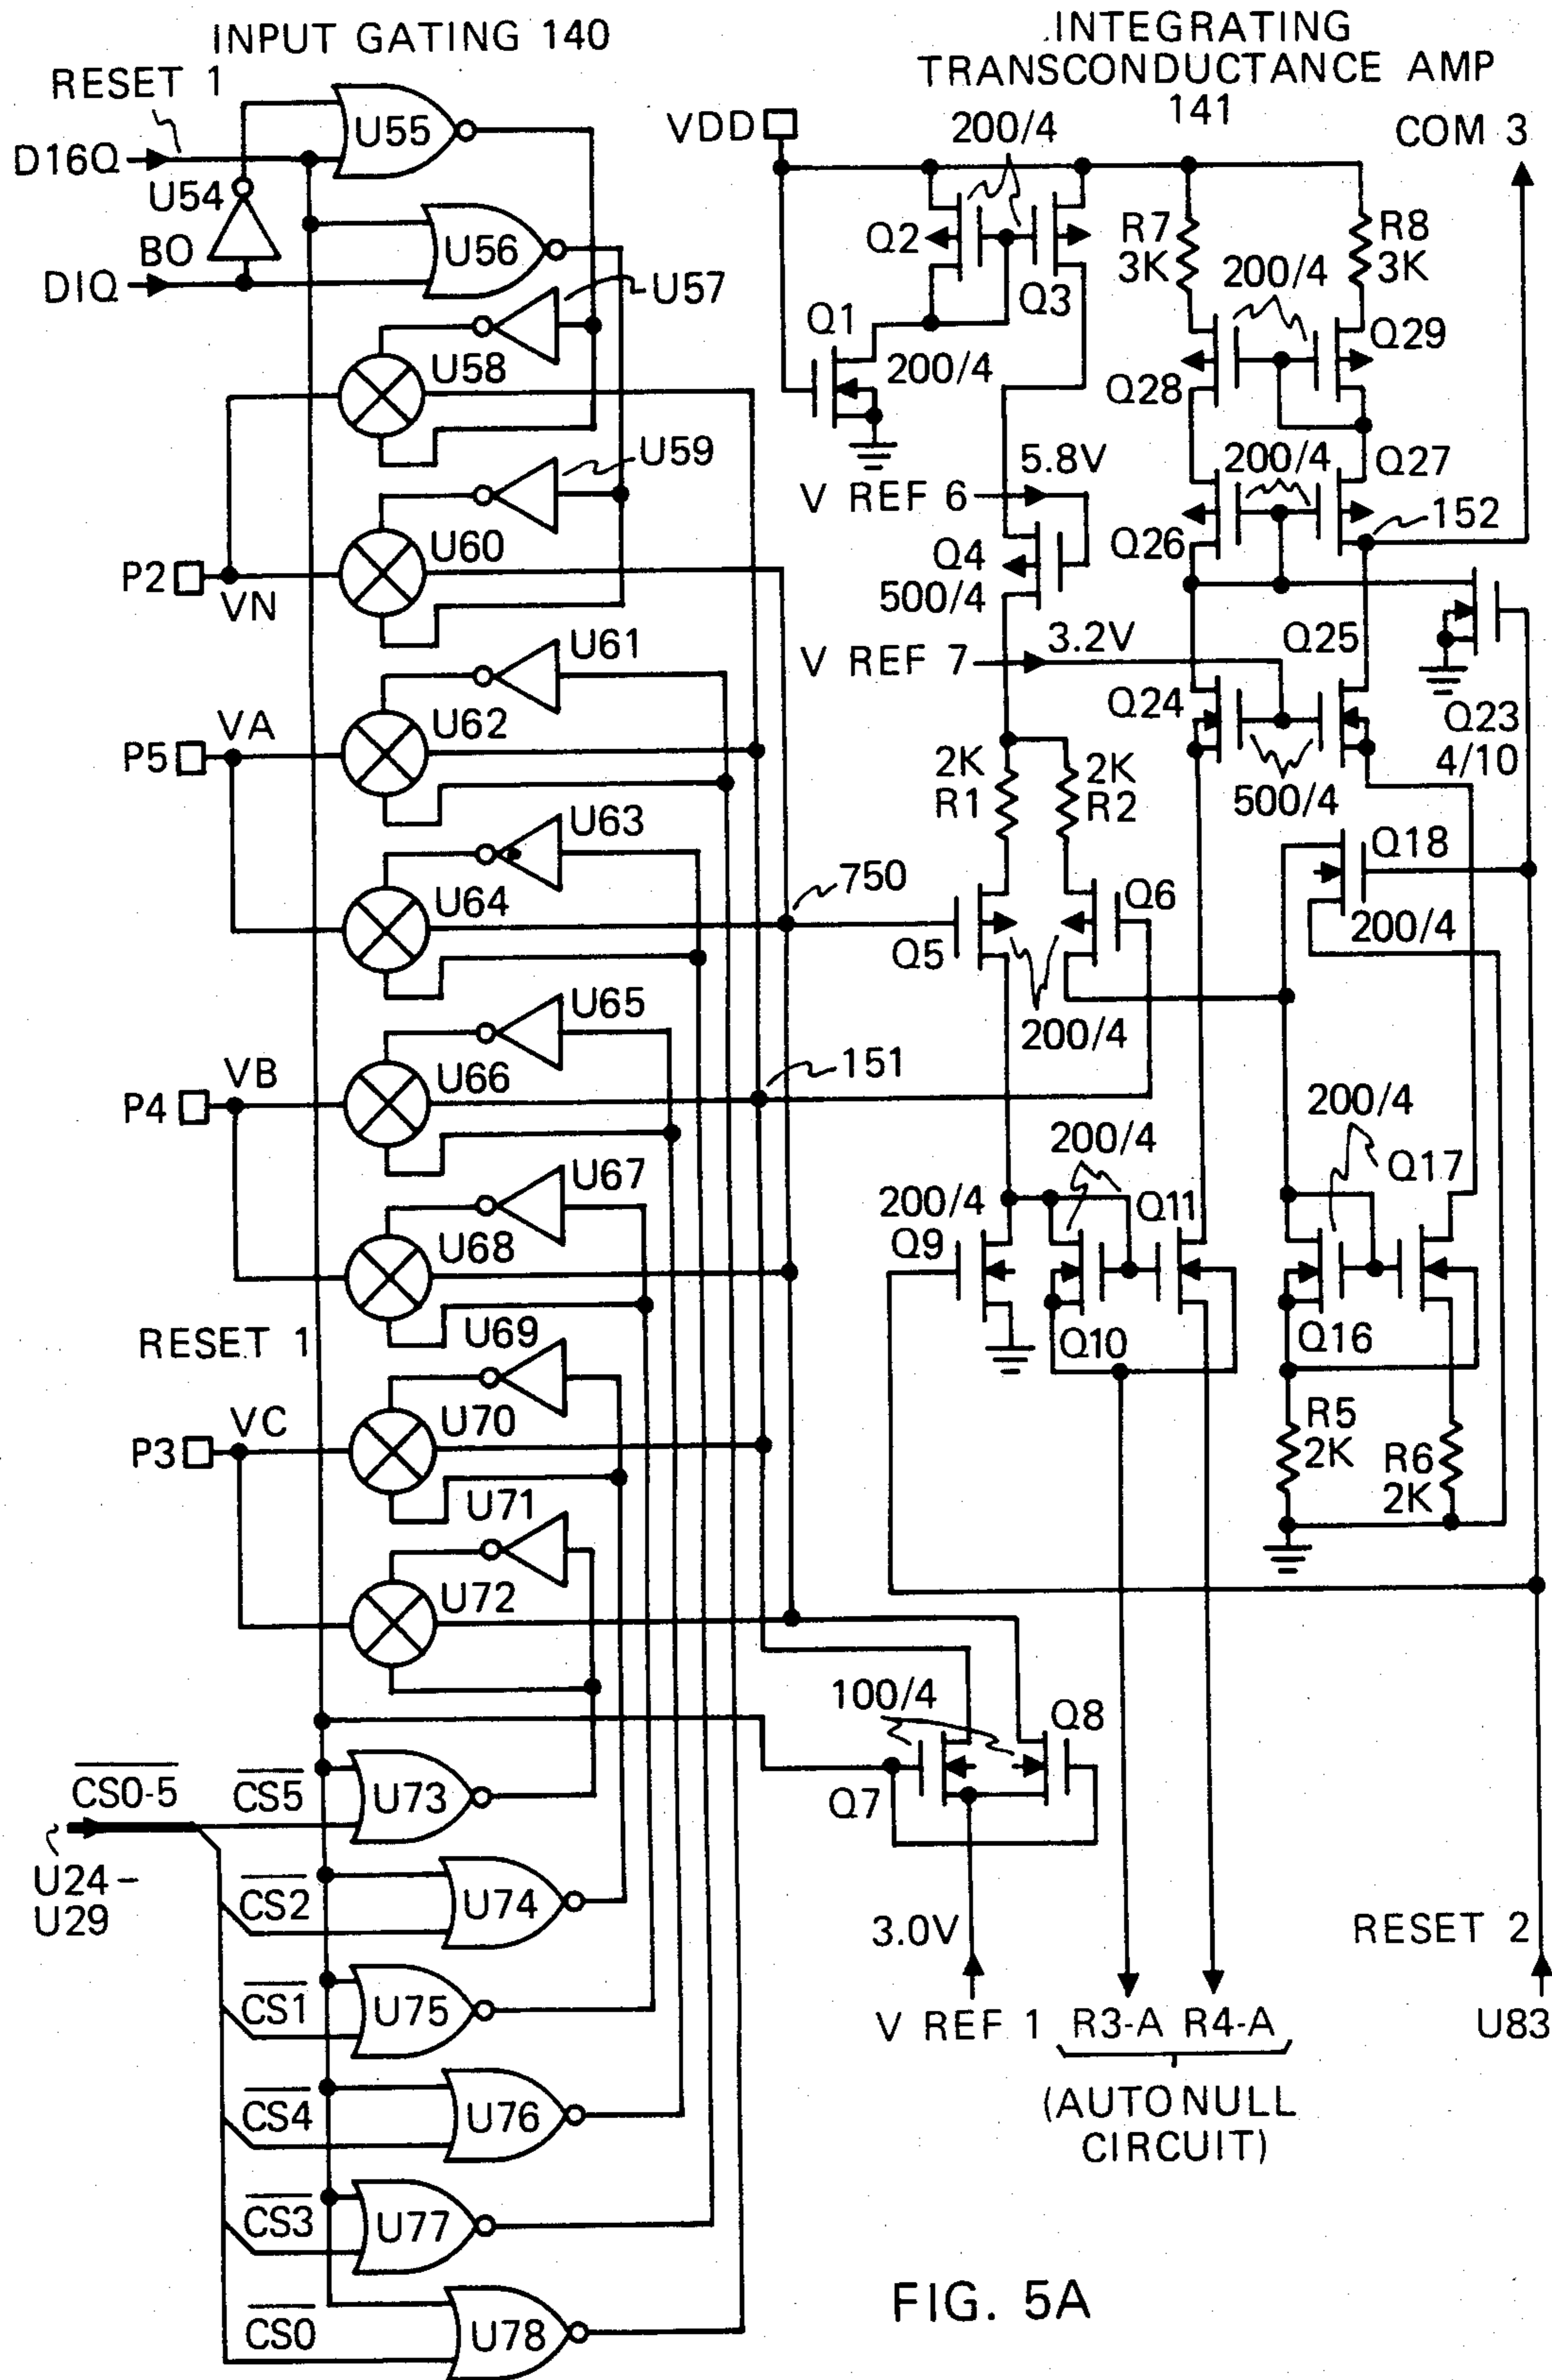 INPUT GATING 140
RESET 1
D16Q
U55
U54
BO
U56
DIQ
U57
U58
U59
U60
P2
VN
U61
VA
U62
P5
U63
U64
750
U65
VB
U66
151
P4
U67
U68
RESET 1
U69
VC
U70
P3
U71
U72
CS0-5
CS5
U73
U24-
U29
CS2
U74
CS1
U75
CS4
U76
CS3
U77
CS0
U78
INTEGRATING
TRANSCONDUCTANCE AMP
141
VDD
200/4
COM 3
Q2
Q3
R7
3K
R8
3K
200/4
Q1
200/4
Q28
Q29
5.8V
V REF 6
200/4
Q27
152
Q4
500/4
Q26
V REF 7
3.2V
Q25
Q24
Q23
4/10
500/4
2K
R1
2K
R2
Q18
200/4
Q5
Q6
200/4
200/4
200/4
Q17
200/4
Q9
Q11
Q10
Q16
R5
2K
R6
2K
100/4
Q8
Q7
3.0V
RESET 2
V REF 1
R3-A R4-A
U83
(AUTONULL
CIRCUIT)
FIG. 5A